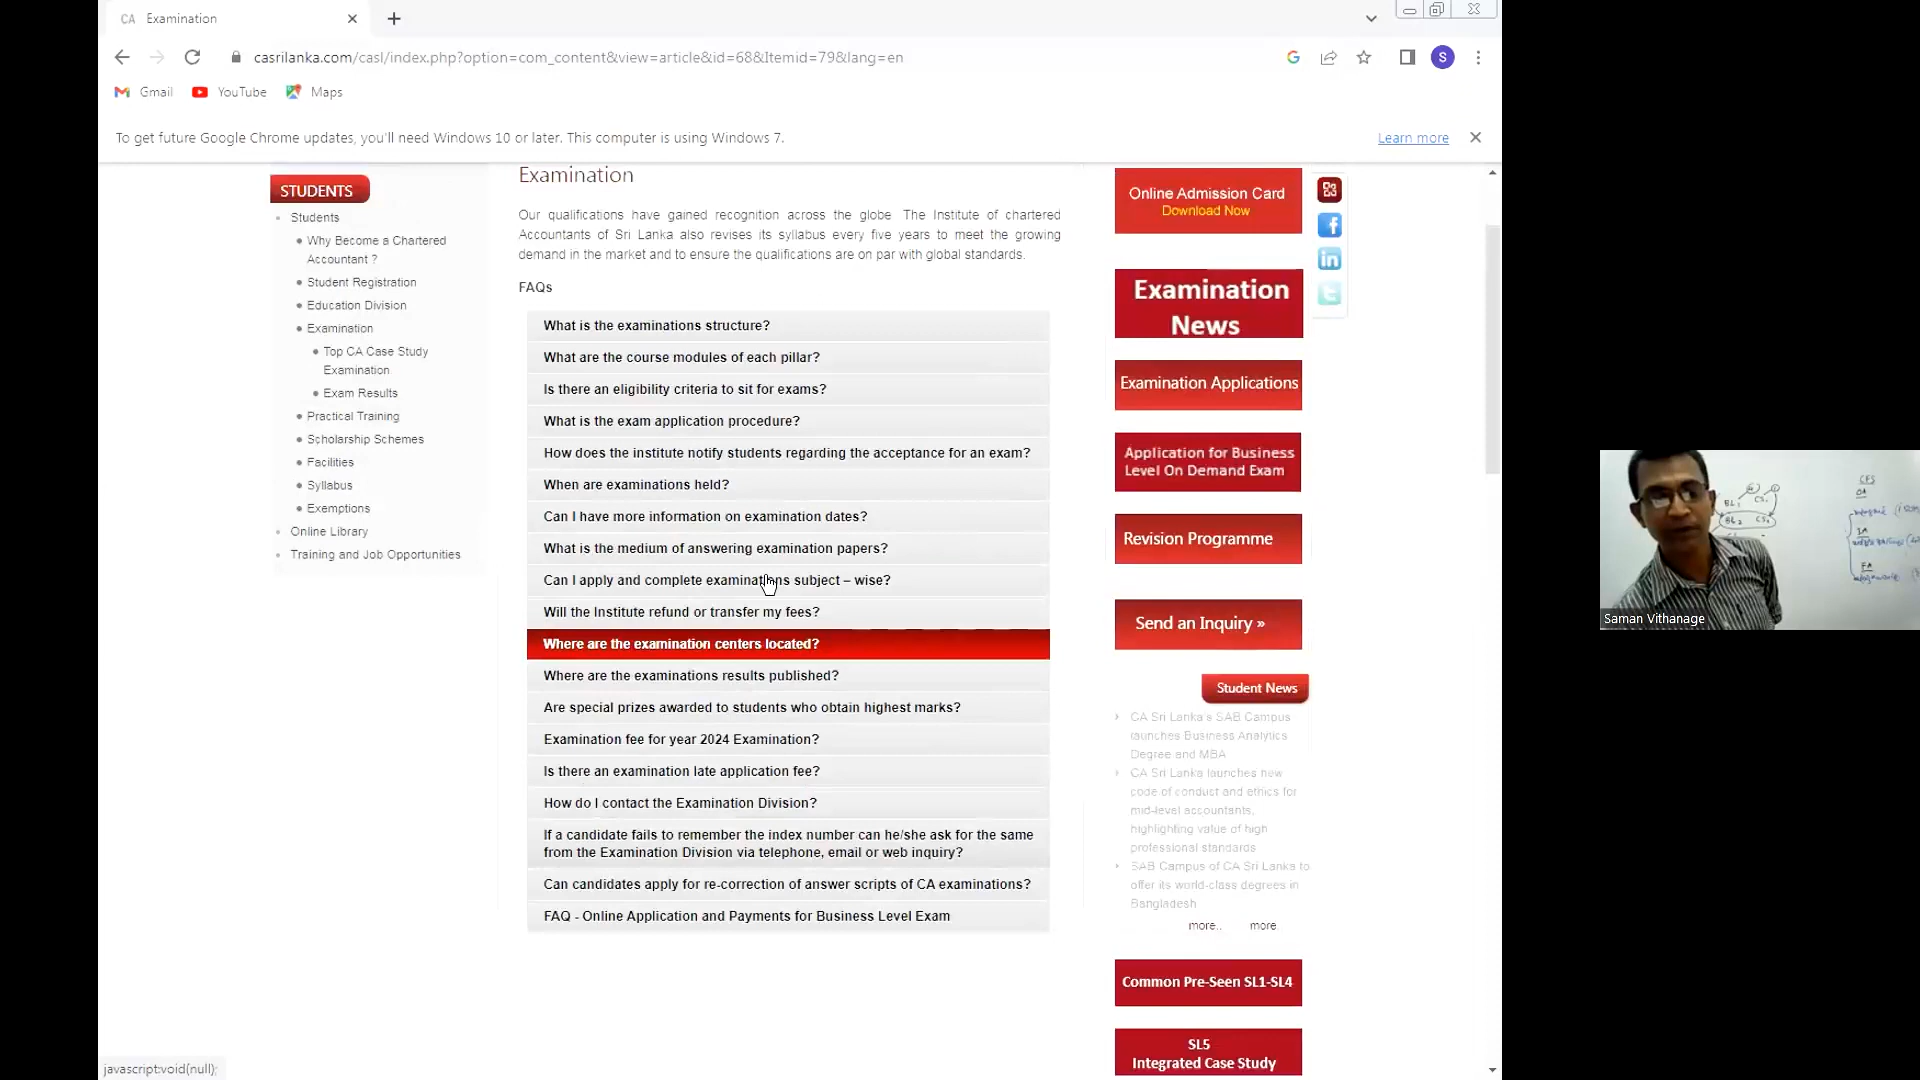 CA Examination
casrilanka.com/casl/index.php?option=com_content&view=article&id=68&Itemid=79&lang=en
S
Gmail YouTube Maps
To get future Google Chrome updates, you'll need Windows 10 or later. This computer is using Windows 7.
Learn more
STUDENTS
Students
Why Become a Chartered
Accountant ?
Student Registration
Education Division
Examination
Top CA Case Study
Examination
Exam Results
Practical Training
Scholarship Schemes
Facilities
Syllabus
Exemptions
Online Library
Training and Job Opportunities
Examination
Our qualifications have gained recognition across the globe The Institute of chartered
Accountants of Sri Lanka also revises its syllabus every five years to meet the growing
demand in the market and to ensure the qualifications are on par with global standards.
FAQs
What is the examinations structure?
What are the course modules of each pillar?
Is there an eligibility criteria to sit for exams?
What is the exam application procedure?
How does the institute notify students regarding the acceptance for an exam?
When are examinations held?
Can I have more information on examination dates?
What is the medium of answering examination papers?
Can I apply and complete examinations subject – wise?
Will the Institute refund or transfer my fees?
Where are the examination centers located?
Where are the examinations results published?
Are special prizes awarded to students who obtain highest marks?
Examination fee for year 2024 Examination?
Is there an examination late application fee?
How do I contact the Examination Division?
If a candidate fails to remember the index number can he/she ask for the same
from the Examination Division via telephone, email or web inquiry?
Can candidates apply for re-correction of answer scripts of CA examinations?
FAQ - Online Application and Payments for Business Level Exam
Online Admission Card
Download Now
Examination
News
Examination Applications
Application for Business
Level On Demand Exam
Revision Programme
Send an Inquiry »
Student News
CA Sri Lanka's SAB Campus
launches Business Analytics
Degree and MBA
CA Sri Lanka launches new
code of conduct and ethics for
mid-level accountants,
highlighting value of high
professional standards
SAB Campus of CA Sri Lanka to
offer its world-class degrees in
Bangladesh
more.. more
Common Pre-Seen SL1-SL4
SL5
Integrated Case Study
javascript:void(null);
Saman Vithanage